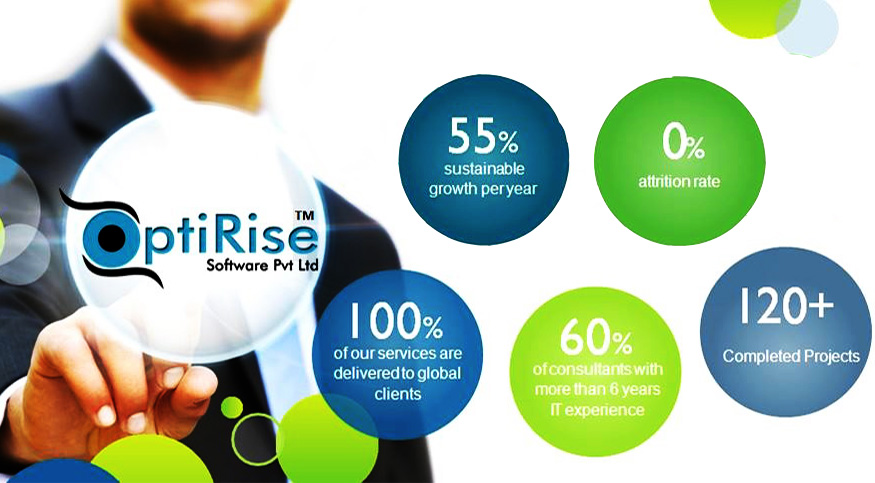 OptiRise™
Software Pvt Ltd
55%
sustainable
growth per year
0%
attrition rate
100%
of our services are
delivered to global
clients
60%
of consultants with
more than 6 years
IT experience
120+
Completed Projects